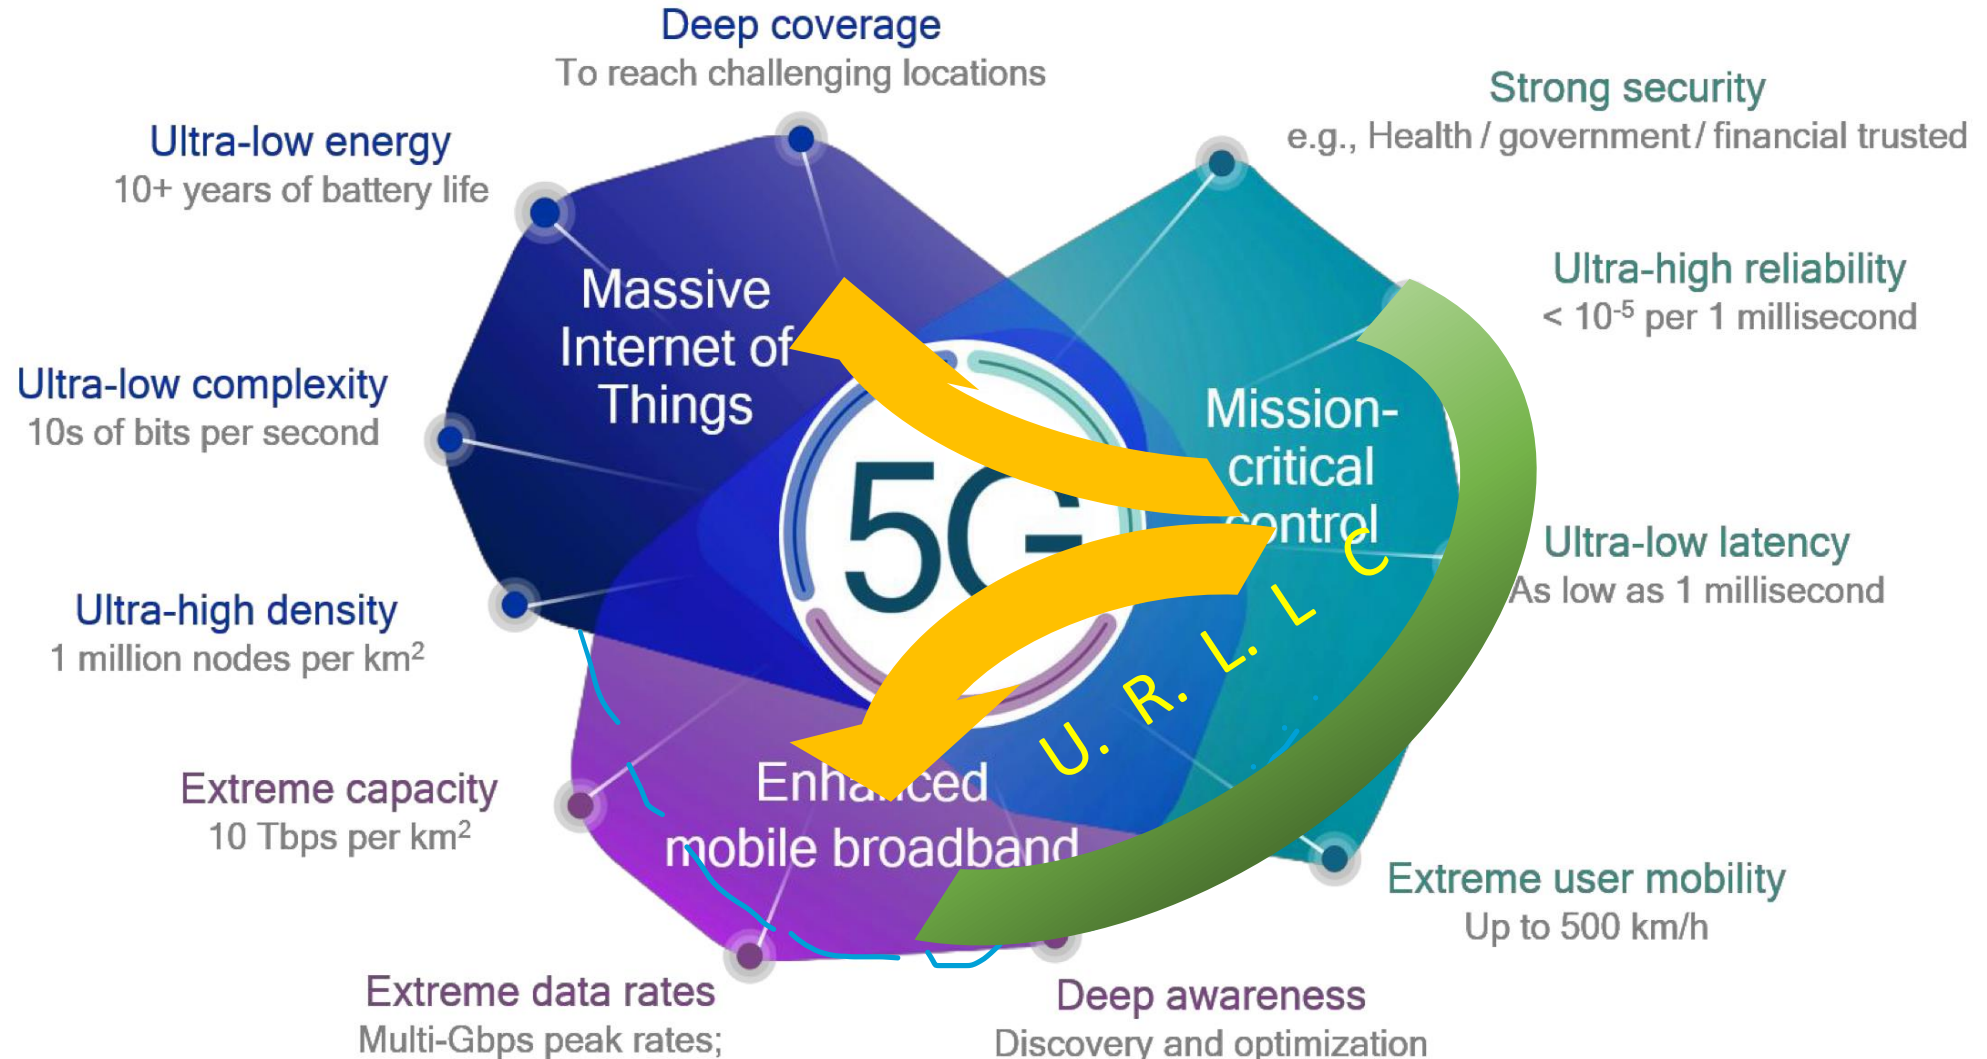 Deep coverage
To reach challenging locations
Strong security
e.g., Health / government / financial trusted
Ultra-low energy
10+ years of battery life
Ultra-high reliability
< 10⁻⁵ per 1 millisecond
Massive
Internet of
Things
Ultra-low complexity
10s of bits per second
Mission-
critical
control
5G
Ultra-low latency
As low as 1 millisecond
U. R. L. L C
Ultra-high density
1 million nodes per km²
Extreme capacity
10 Tbps per km²
Enhanced
mobile broadband
Extreme user mobility
Up to 500 km/h
Extreme data rates
Multi-Gbps peak rates;
Deep awareness
Discovery and optimization